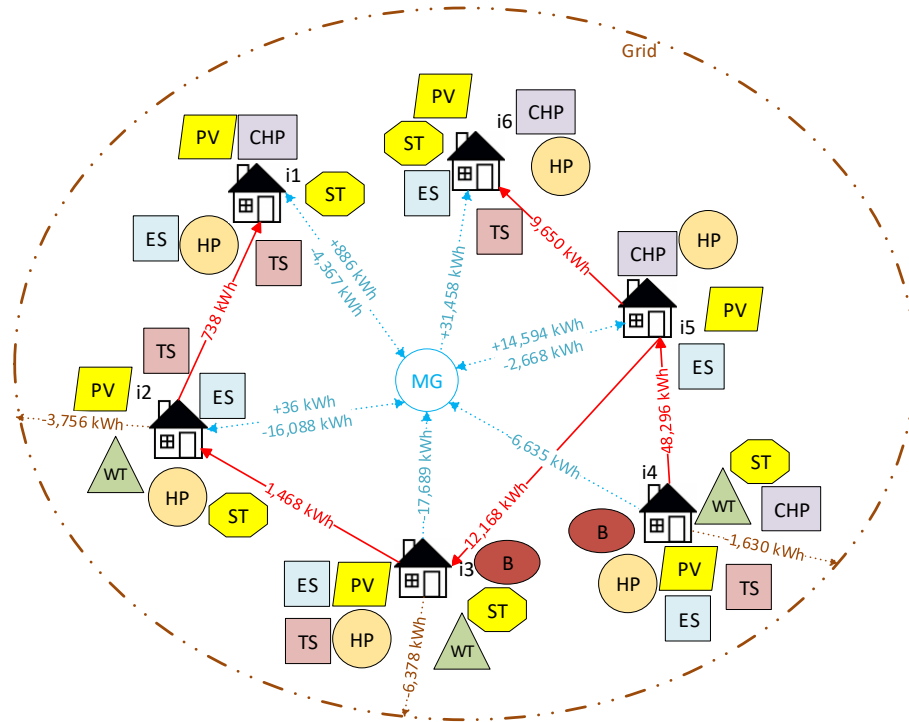 Grid
PV
CHP
i1
ST
ES
HP
TS
PV
i6
CHP
ST
HP
ES
TS
+886 kWh
-4,367 kWh
+31,458 kWh
9,650 kWh
CHP
HP
i5
PV
ES
738 kWh
TS
PV
i2
ES
-3,756 kWh
WT
HP
ST
+36 kWh
-16,088 kWh
MG
+14,594 kWh
-2,668 kWh
48,296 kWh
1,468 kWh
17,689 kWh
12,168 kWh
-6,635 kWh
i4
ST
WT
CHP
B
-1,630 kWh
HP
PV
TS
ES
i3
B
ES
PV
ST
TS
HP
WT
-6,378 kWh